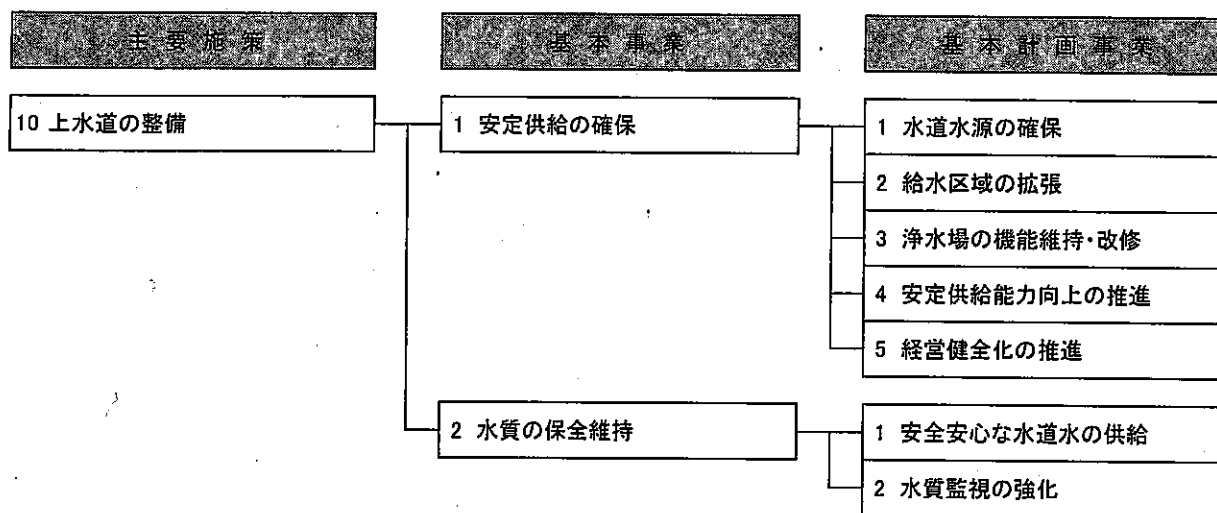 主要施策
基本事業
基本計画事業
10 上水道の整備
1 安定供給の確保
1 水道水源の確保
2 給水区域の拡張
3 浄水場の機能維持・改修
4 安定供給能力向上の推進
5 経営健全化の推進
2 水質の保全維持
1 安全安心な水道水の供給
2 水質監視の強化